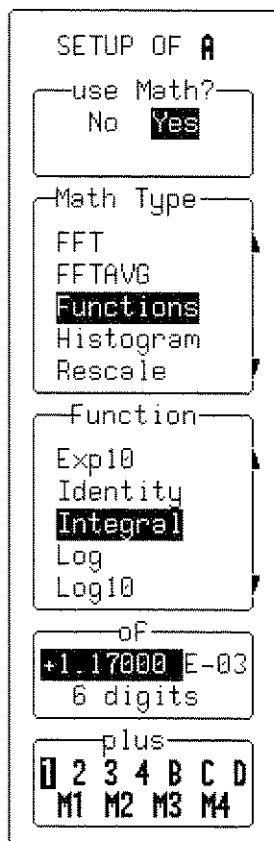 SETUP OF A
use Math?
No Yes
Math Type
FFT
FFTAVG
Functions
Histogram
Rescale
Function
Exp10
Identity
Integral
Log
Log10
of
+1.17000 E-03
6 digits
plus
1 2 3 4 B C D
M1 M2 M3 M4